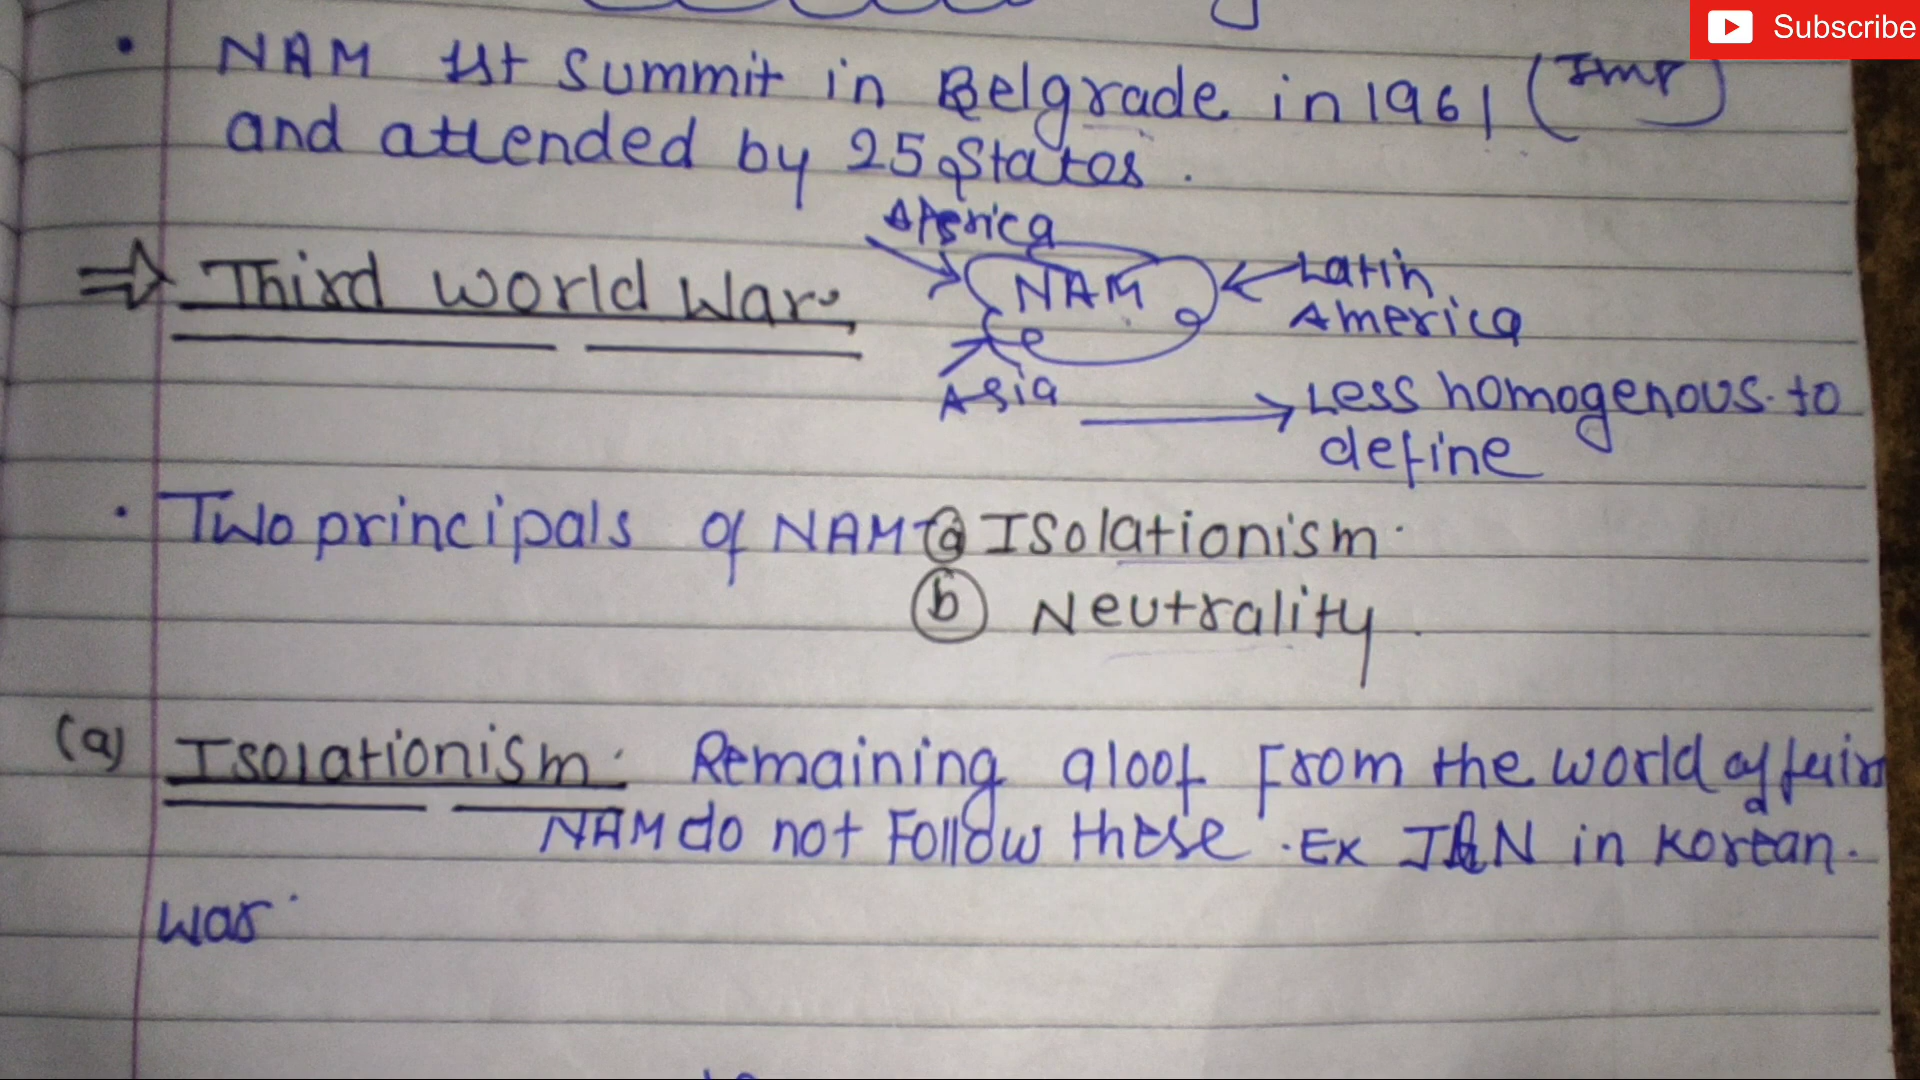 Subscribe
• NAM 1st Summit in Belgrade in 1961 (Imp)
and attended by 25 States.
Africa
⇒ Third World War. NAM Latin
America
Asia → Less homogenous to
define
• Two principals of NAM (a) Isolationism.
(b) Neutrality.
(a) Isolationism: Remaining aloof from the world affairs
NAM do not Follow these. Ex JLN in Korean
war.